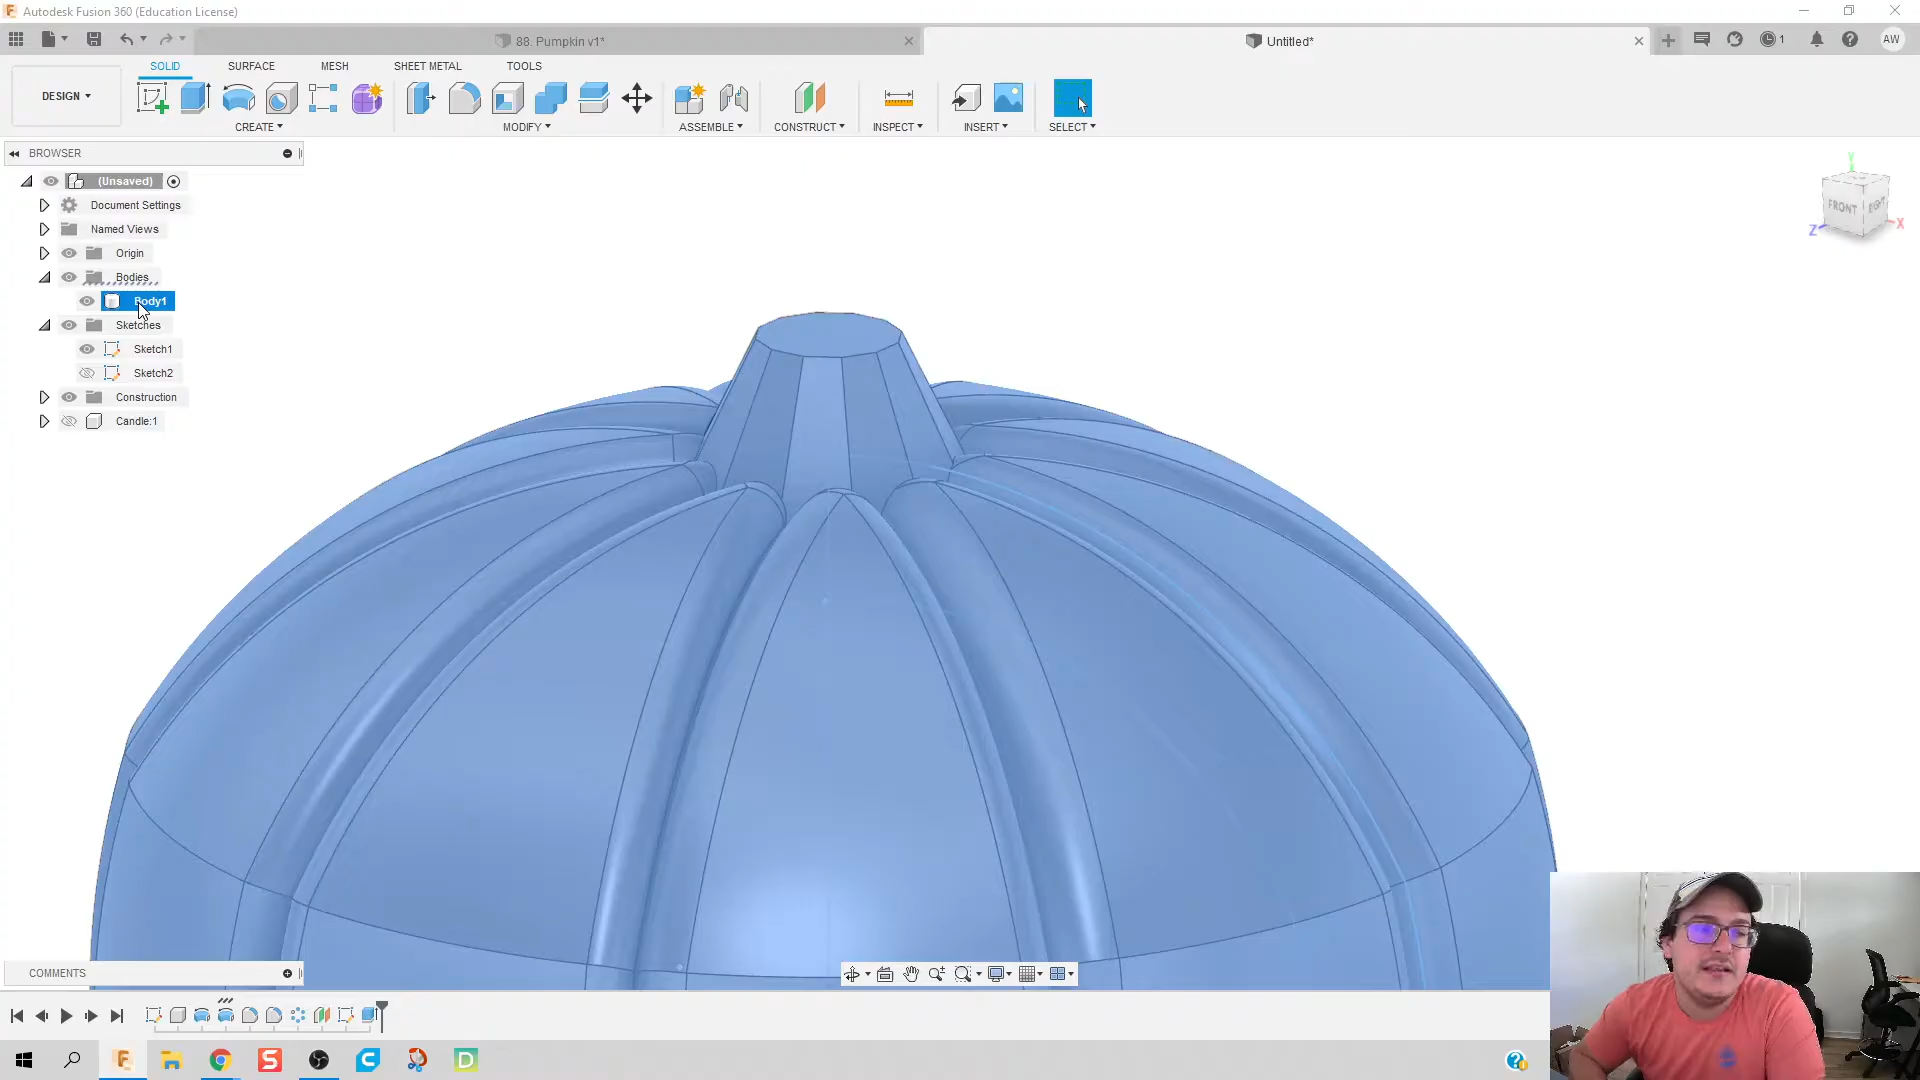 Autodesk Fusion 360 (Education License)
88. Pumpkin v1*
Untitled*
1
AW
DESIGN
SOLID
SURFACE
MESH
SHEET METAL
TOOLS
CREATE
MODIFY
ASSEMBLE
CONSTRUCT
INSPECT
INSERT
SELECT
BROWSER
(Unsaved)
Document Settings
Named Views
Origin
Bodies
Body1
Sketches
Sketch1
Sketch2
Construction
Candle:1
Y
FRONT
RIGHT
Z
X
COMMENTS